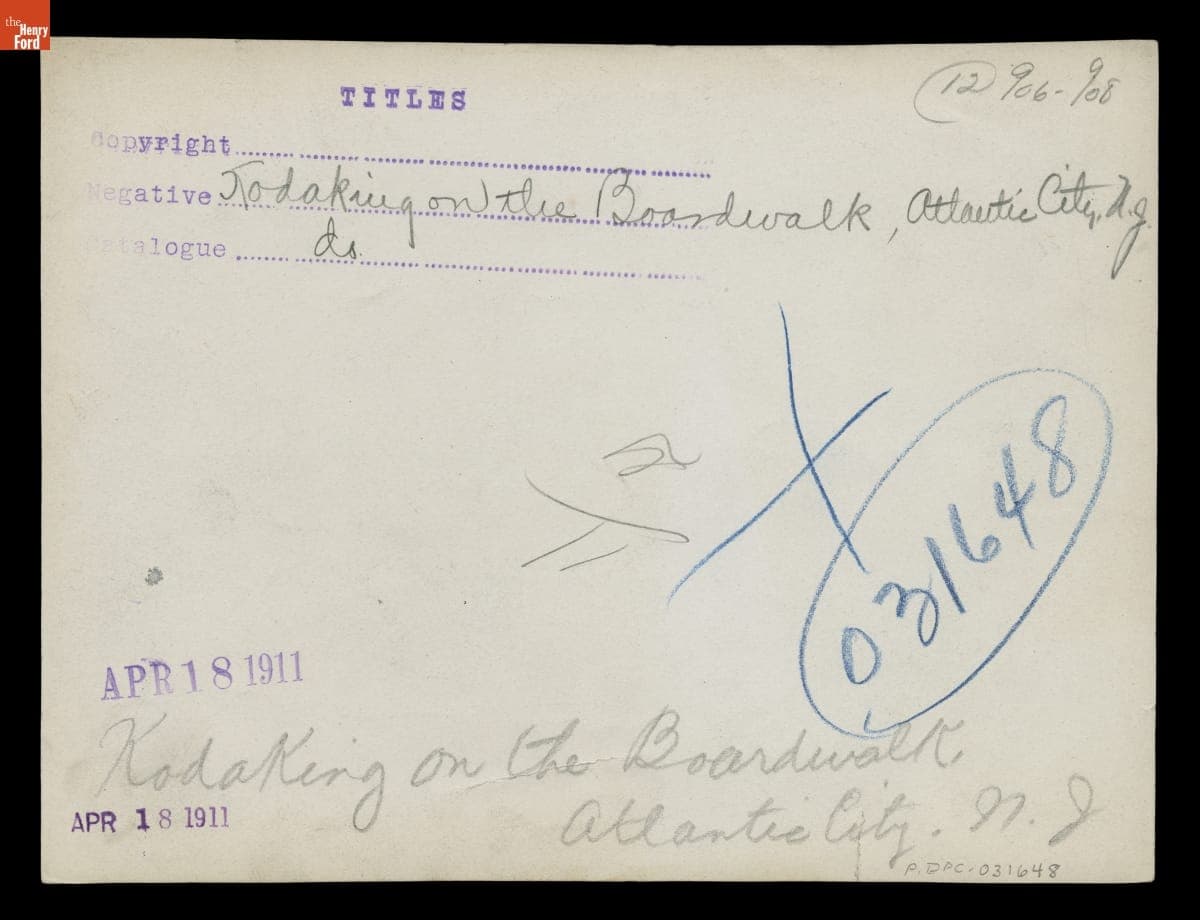 the
Henry
Ford
12 906-908
TITLES
Copyright
Negative Kodaking on the Boardwalk, Atlantic City, N.J.
Catalogue do.
031648
APR 18 1911
Kodaking on the Boardwalk,
APR 18 1911
Atlantic City. N. J
P.DPC.031648